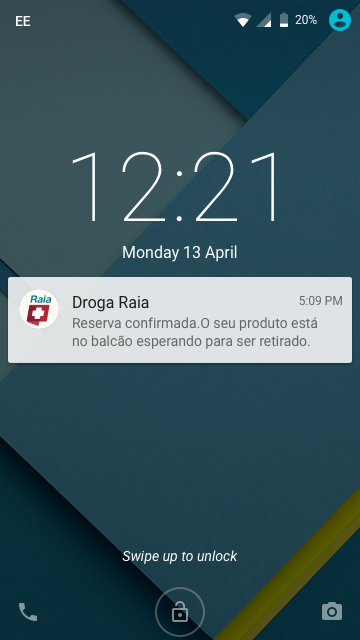 EE
20%
12:21
Monday 13 April
Raia
Droga Raia
5:09 PM
Reserva confirmada.O seu produto está
no balcão esperando para ser retirado.
Swipe up to unlock